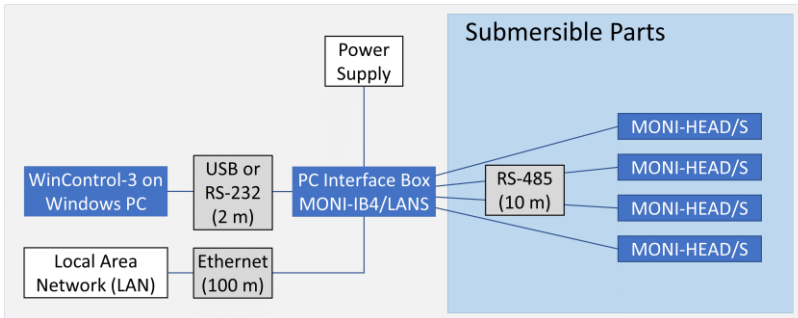 Submersible Parts
Power
Supply
MONI-HEAD/S
MONI-HEAD/S
MONI-HEAD/S
MONI-HEAD/S
WinControl-3 on
Windows PC
USB or
RS-232
(2 m)
PC Interface Box
MONI-IB4/LANS
RS-485
(10 m)
Local Area
Network (LAN)
Ethernet
(100 m)